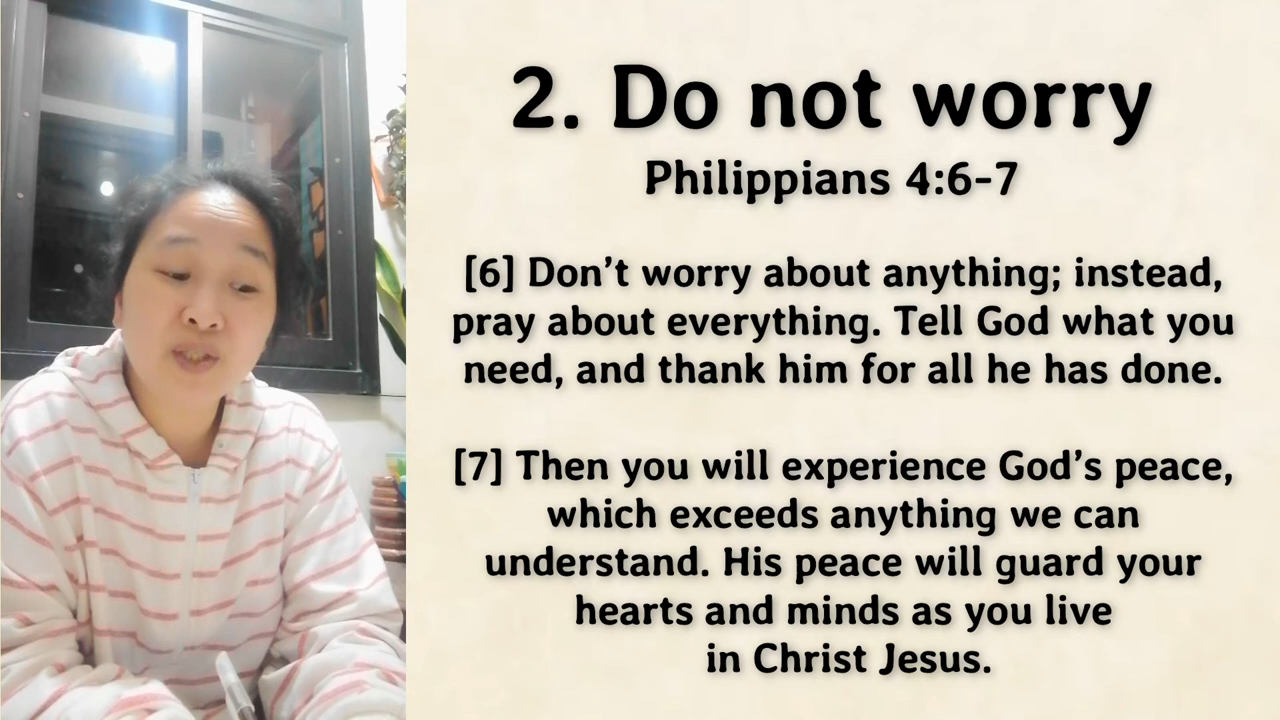 2. Do not worry
Philippians 4:6-7
[6] Don’t worry about anything; instead,
pray about everything. Tell God what you
need, and thank him for all he has done.
[7] Then you will experience God’s peace,
which exceeds anything we can
understand. His peace will guard your
hearts and minds as you live
in Christ Jesus.